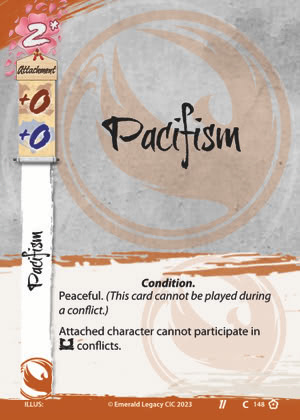 2*
Attachment
+0
+0
Pacifism
Pacifism
Condition.
Peaceful. (This card cannot be played during
a conflict.)
Attached character cannot participate in
conflicts.
ILLUS:
© Emerald Legacy CIC 2023
C
148